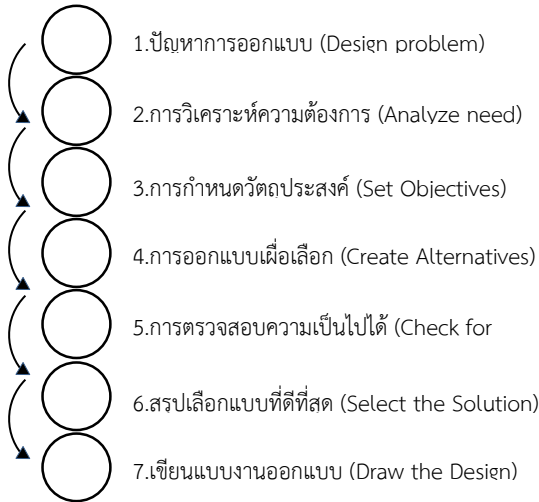 1.ปัญหาการออกแบบ (Design problem)
2.การวิเคราะห์ความต้องการ (Analyze need)
3.การกำหนดวัตถุประสงค์ (Set Objectives)
4.การออกแบบเผื่อเลือก (Create Alternatives)
5.การตรวจสอบความเป็นไปได้ (Check for
6.สรุปเลือกแบบที่ดีที่สุด (Select the Solution)
7.เขียนแบบงานออกแบบ (Draw the Design)